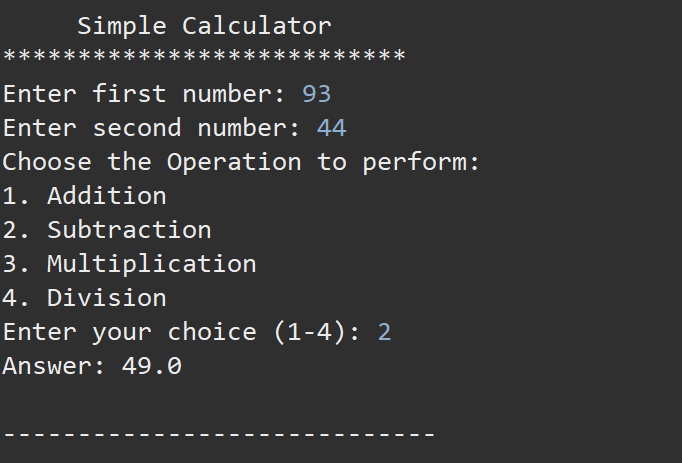 Simple Calculator
***************************
Enter first number: 93
Enter second number: 44
Choose the Operation to perform:
1. Addition
2. Subtraction
3. Multiplication
4. Division
Enter your choice (1-4): 2
Answer: 49.0
-----------------------------